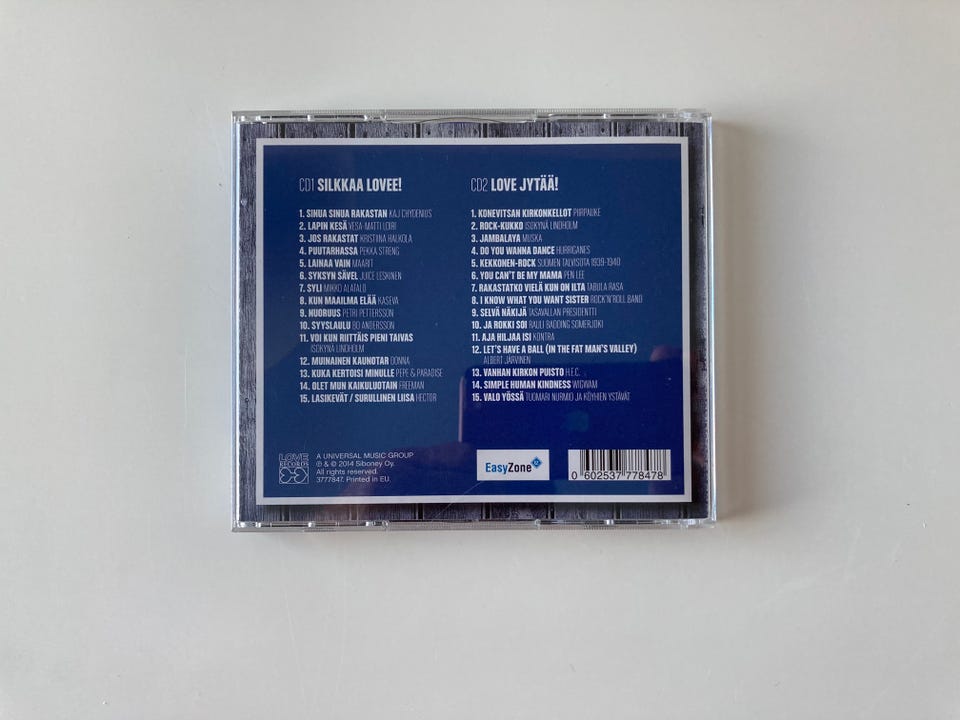 CD1 SILKKAA LOVEE!
1. SINUA SINUA RAKASTAN KAJ CHYDENIUS
2. LAPIN KESÄ VESA-MATTI LOIRI
3. JOS RAKASTAT KRISTIINA HALKOLA
4. PUUTARHASSA PEKKA STRENG
5. LAINAA VAIN MAARIT
6. SYKSYN SÄVEL JUICE LESKINEN
7. SYLI MIKKO ALATALO
8. KUN MAAILMA ELÄÄ KASEVA
9. NUORUUS PETRI PETTERSSON
10. SYYSLAULU BO ANDERSSON
11. VOI KUN RIITTÄIS PIENI TAIVAS
ISOKYNÄ LINDHOLM
12. MUINAINEN KAUNOTAR DONNA
13. KUKA KERTOISI MINULLE PEPE & PARADISE
14. OLET MUN KAIKULUOTAIN FREEMAN
15. LASIKEVÄT / SURULLINEN LIISA HECTOR
CD2 LOVE JYTÄÄ!
1. KONEVITSAN KIRKONKELLOT PIIRPAUKE
2. ROCK-KUKKO ISOKYNÄ LINDHOLM
3. JAMBALAYA MUSKA
4. DO YOU WANNA DANCE HURRIGANES
5. KEKKONEN-ROCK SUOMEN TALVISOTA 1939-1940
6. YOU CAN'T BE MY MAMA PEN LEE
7. RAKASTATKO VIELÄ KUN ON ILTA TABULA RASA
8. I KNOW WHAT YOU WANT SISTER ROCK'N'ROLL BAND
9. SELVÄ NÄKIJÄ TASAVALLAN PRESIDENTTI
10. JA ROKKI SOI RAULI BADDING SOMERJOKI
11. AJA HILJAA ISI KONTRA
12. LET'S HAVE A BALL (IN THE FAT MAN'S VALLEY)
ALBERT JÄRVINEN
13. VANHAN KIRKON PUISTO H.E.C.
14. SIMPLE HUMAN KINDNESS WIGWAM
15. VALO YÖSSÄ TUOMARI NURMIO JA KÖYHIEN YSTÄVÄT
LOVE
RECORDS
A UNIVERSAL MUSIC GROUP
℗ & © 2014 Siboney Oy.
All rights reserved.
3777847. Printed in EU.
EasyZone
0 602537 778478